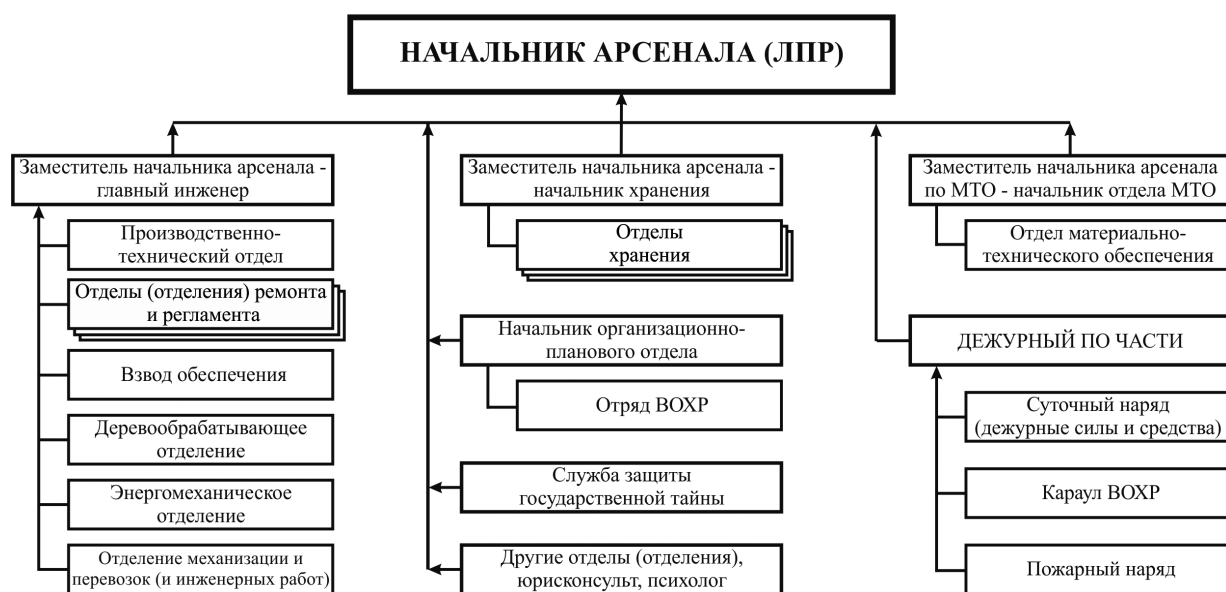 НАЧАЛЬНИК АРСЕНАЛА (ЛПР)
Заместитель начальника арсенала -
главный инженер
Производственно-
технический отдел
Отделы (отделения) ремонта
и регламента
Взвод обеспечения
Деревообрабатывающее
отделение
Энергомеханическое
отделение
Отделение механизации и
перевозок (и инженерных работ)
Заместитель начальника арсенала -
начальник хранения
Отделы
хранения
Начальник организационно-
планового отдела
Отряд ВОХР
Служба защиты
государственной тайны
Другие отделы (отделения),
юрисконсульт, психолог
Заместитель начальника арсенала
по МТО - начальник отдела МТО
Отдел материально-
технического обеспечения
ДЕЖУРНЫЙ ПО ЧАСТИ
Суточный наряд
(дежурные силы и средства)
Караул ВОХР
Пожарный наряд